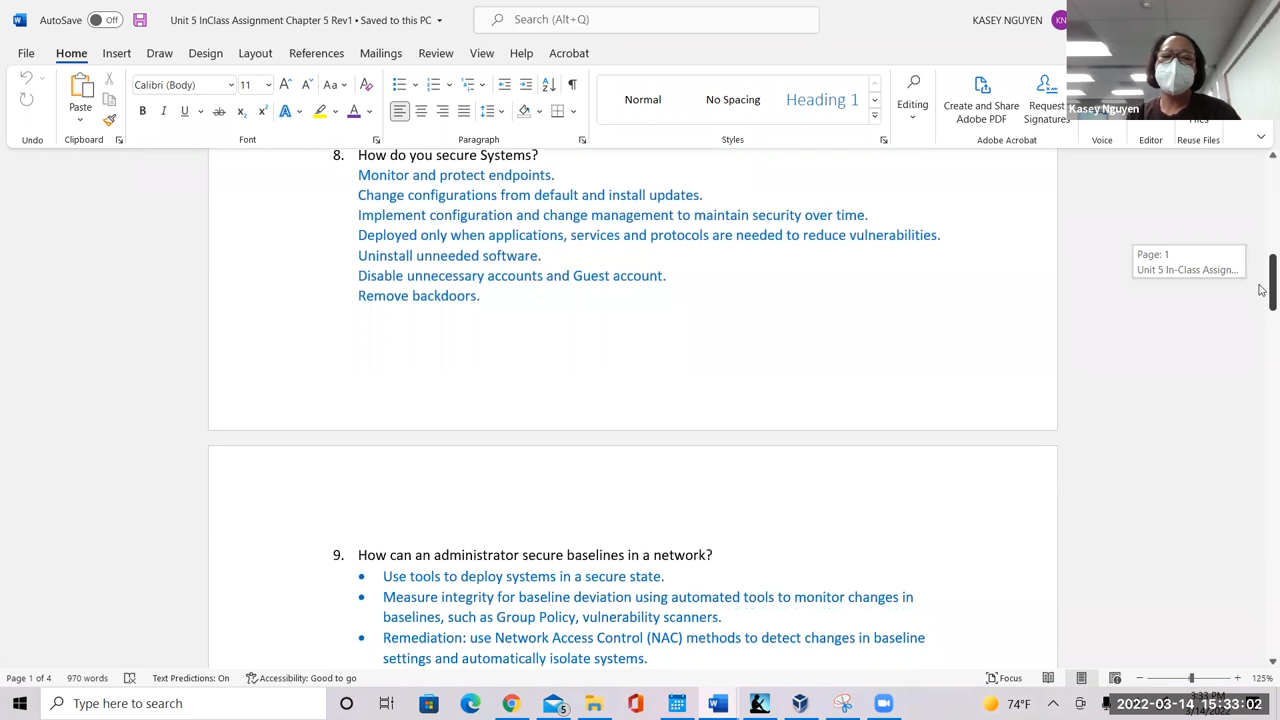 AutoSave Off Unit 5 InClass Assignment Chapter 5 Rev1 • Saved to this PC Search (Alt+Q) KASEY NGUYEN KN
File Home Insert Draw Design Layout References Mailings Review View Help Acrobat
Calibri (Body) 11 Aa
Paste
Normal No Spacing Heading 1
Editing
Create and Share Adobe PDF
Request Signatures
Kasey Nguyen
Undo Clipboard Font Paragraph Styles Adobe Acrobat Voice Editor Reuse Files
8. How do you secure Systems?
Monitor and protect endpoints.
Change configurations from default and install updates.
Implement configuration and change management to maintain security over time.
Deployed only when applications, services and protocols are needed to reduce vulnerabilities.
Uninstall unneeded software.
Disable unnecessary accounts and Guest account.
Remove backdoors.
Page: 1
Unit 5 In-Class Assign...
9. How can an administrator secure baselines in a network?
• Use tools to deploy systems in a secure state.
• Measure integrity for baseline deviation using automated tools to monitor changes in
baselines, such as Group Policy, vulnerability scanners.
• Remediation: use Network Access Control (NAC) methods to detect changes in baseline
settings and automatically isolate systems.
Page 1 of 4 970 words Text Predictions: On Accessibility: Good to go Focus 125%
Type here to search 5 74°F 3:33 PM
2022-03-14 15:33:02
3/14/2022